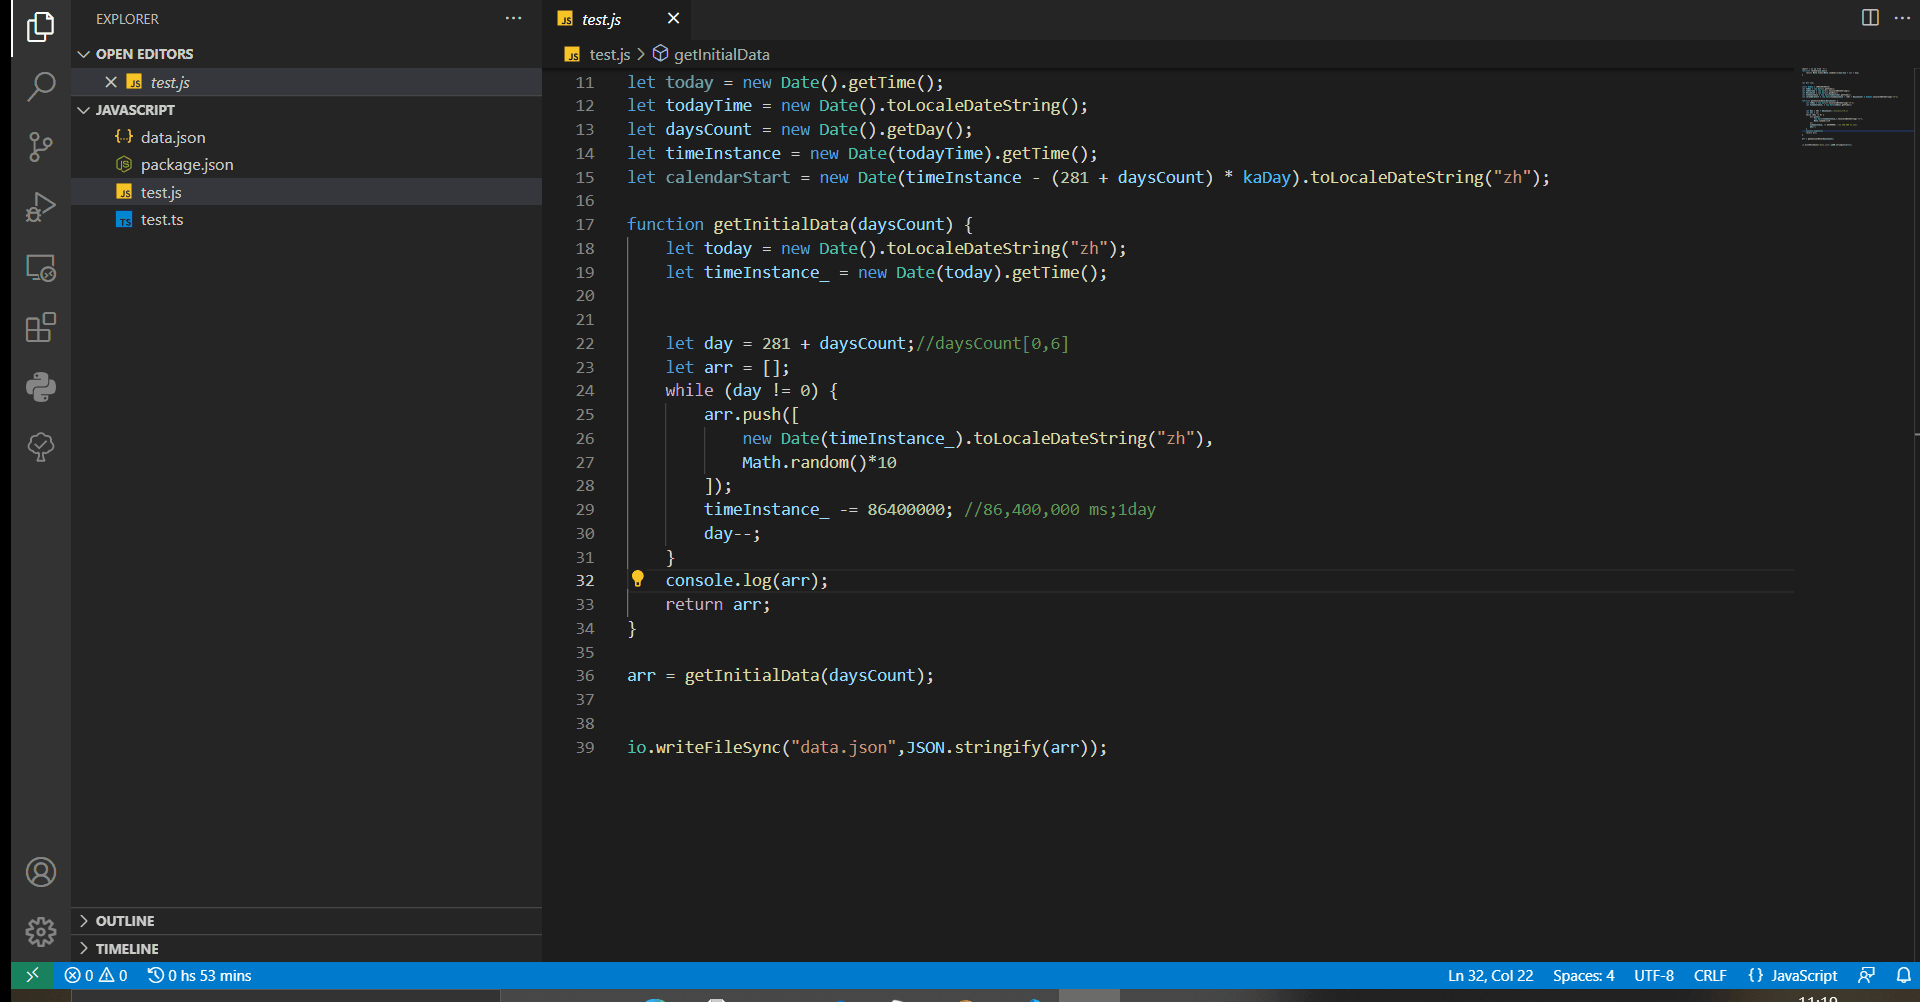 EXPLORER
OPEN EDITORS
JS test.js
JAVASCRIPT
{..} data.json
JS package.json
JS test.js
TS test.ts
OUTLINE
TIMELINE
JS test.js
JS test.js > getInitialData
11 let today = new Date().getTime();
12 let todayTime = new Date().toLocaleDateString();
13 let daysCount = new Date().getDay();
14 let timeInstance = new Date(todayTime).getTime();
15 let calendarStart = new Date(timeInstance - (281 + daysCount) * kaDay).toLocaleDateString("zh");
16
17 function getInitialData(daysCount) {
18 let today = new Date().toLocaleDateString("zh");
19 let timeInstance_ = new Date(today).getTime();
20
21
22 let day = 281 + daysCount;//daysCount[0,6]
23 let arr = [];
24 while (day != 0) {
25 arr.push([
26 new Date(timeInstance_).toLocaleDateString("zh"),
27 Math.random()*10
28 ]);
29 timeInstance_ -= 86400000; //86,400,000 ms;1day
30 day--;
31 }
32 console.log(arr);
33 return arr;
34 }
35
36 arr = getInitialData(daysCount);
37
38
39 io.writeFileSync("data.json",JSON.stringify(arr));
0 0 0 hs 53 mins
Ln 32, Col 22 Spaces: 4 UTF-8 CRLF {} JavaScript